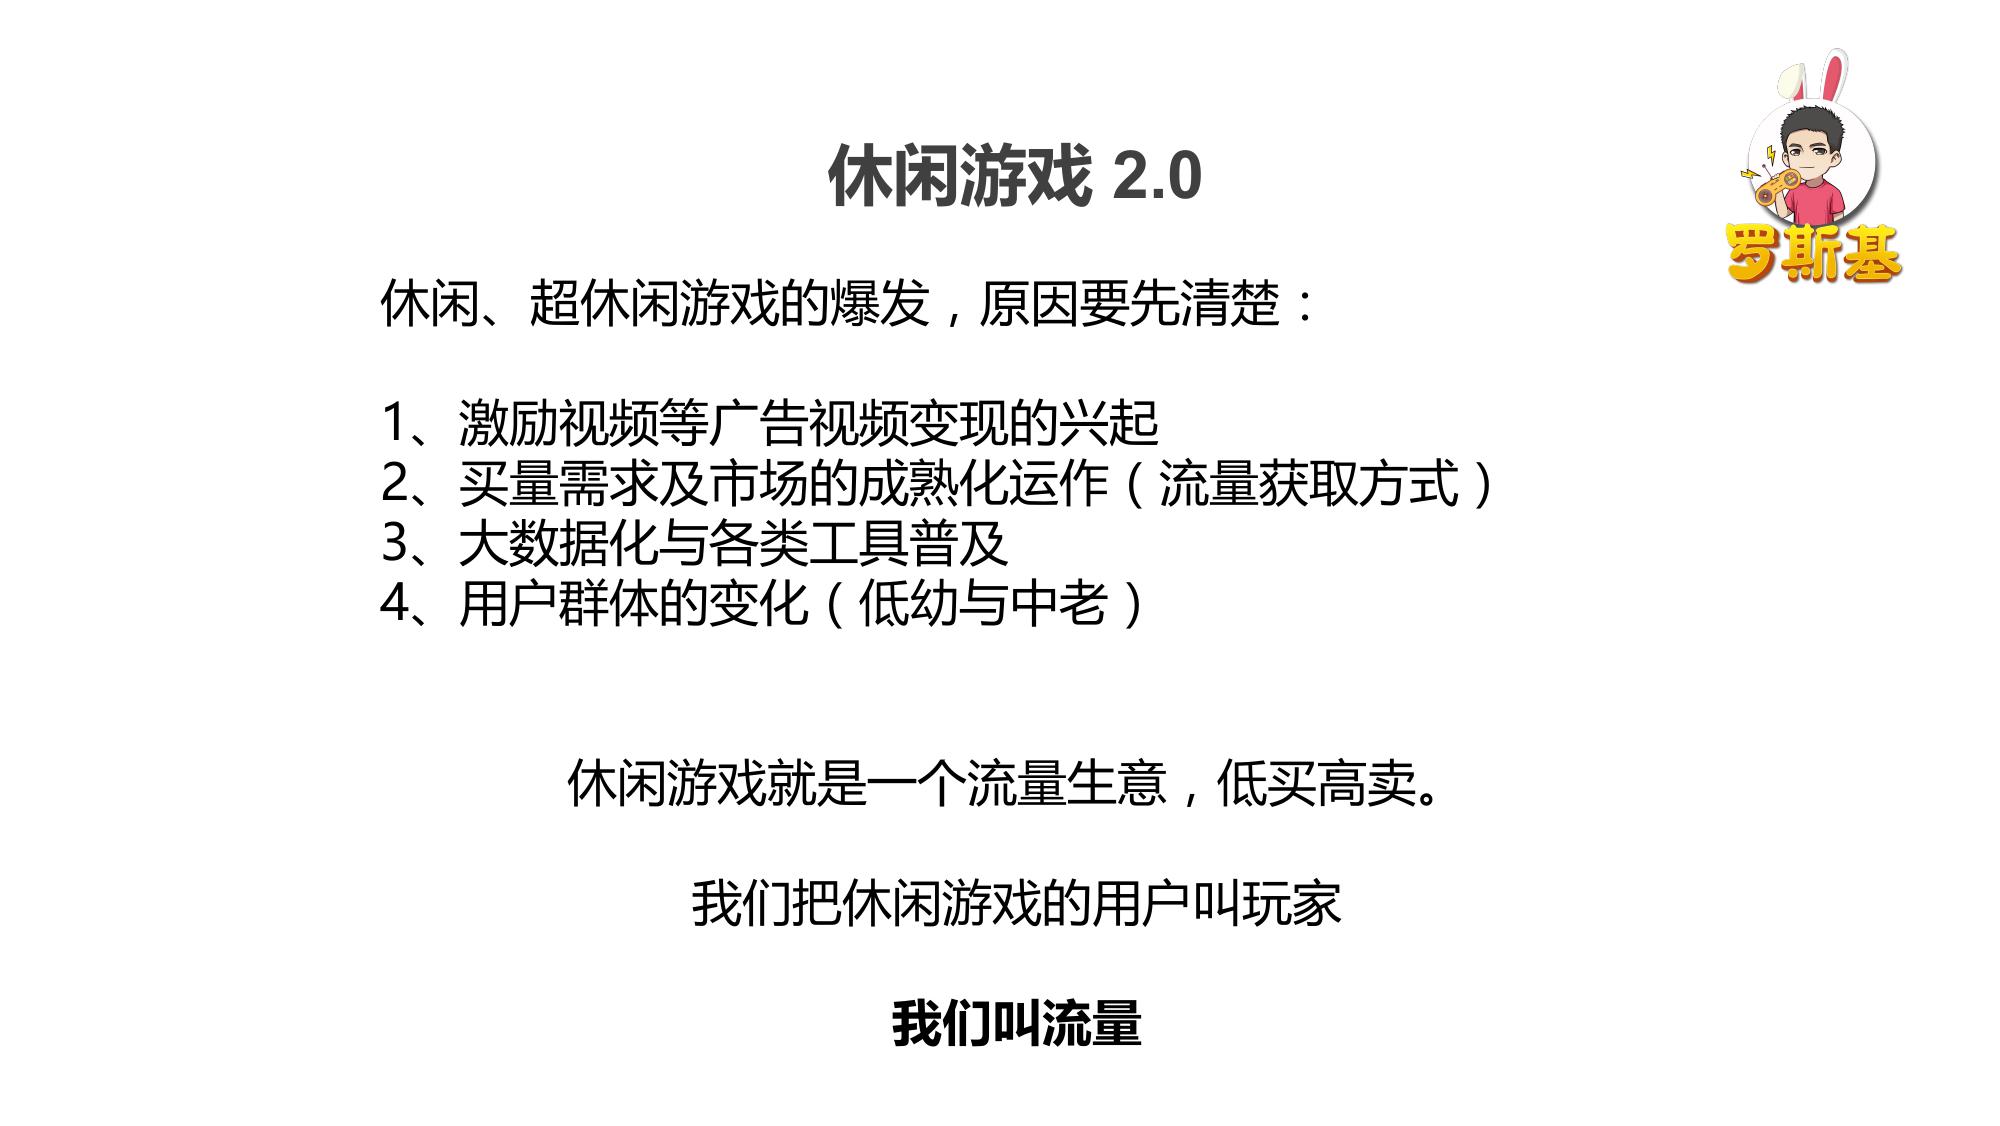 休闲游戏 2.0
罗斯基
休闲、超休闲游戏的爆发，原因要先清楚：
1、激励视频等广告视频变现的兴起
2、买量需求及市场的成熟化运作（流量获取方式）
3、大数据化与各类工具普及
4、用户群体的变化（低幼与中老）
休闲游戏就是一个流量生意，低买高卖。
我们把休闲游戏的用户叫玩家
我们叫流量